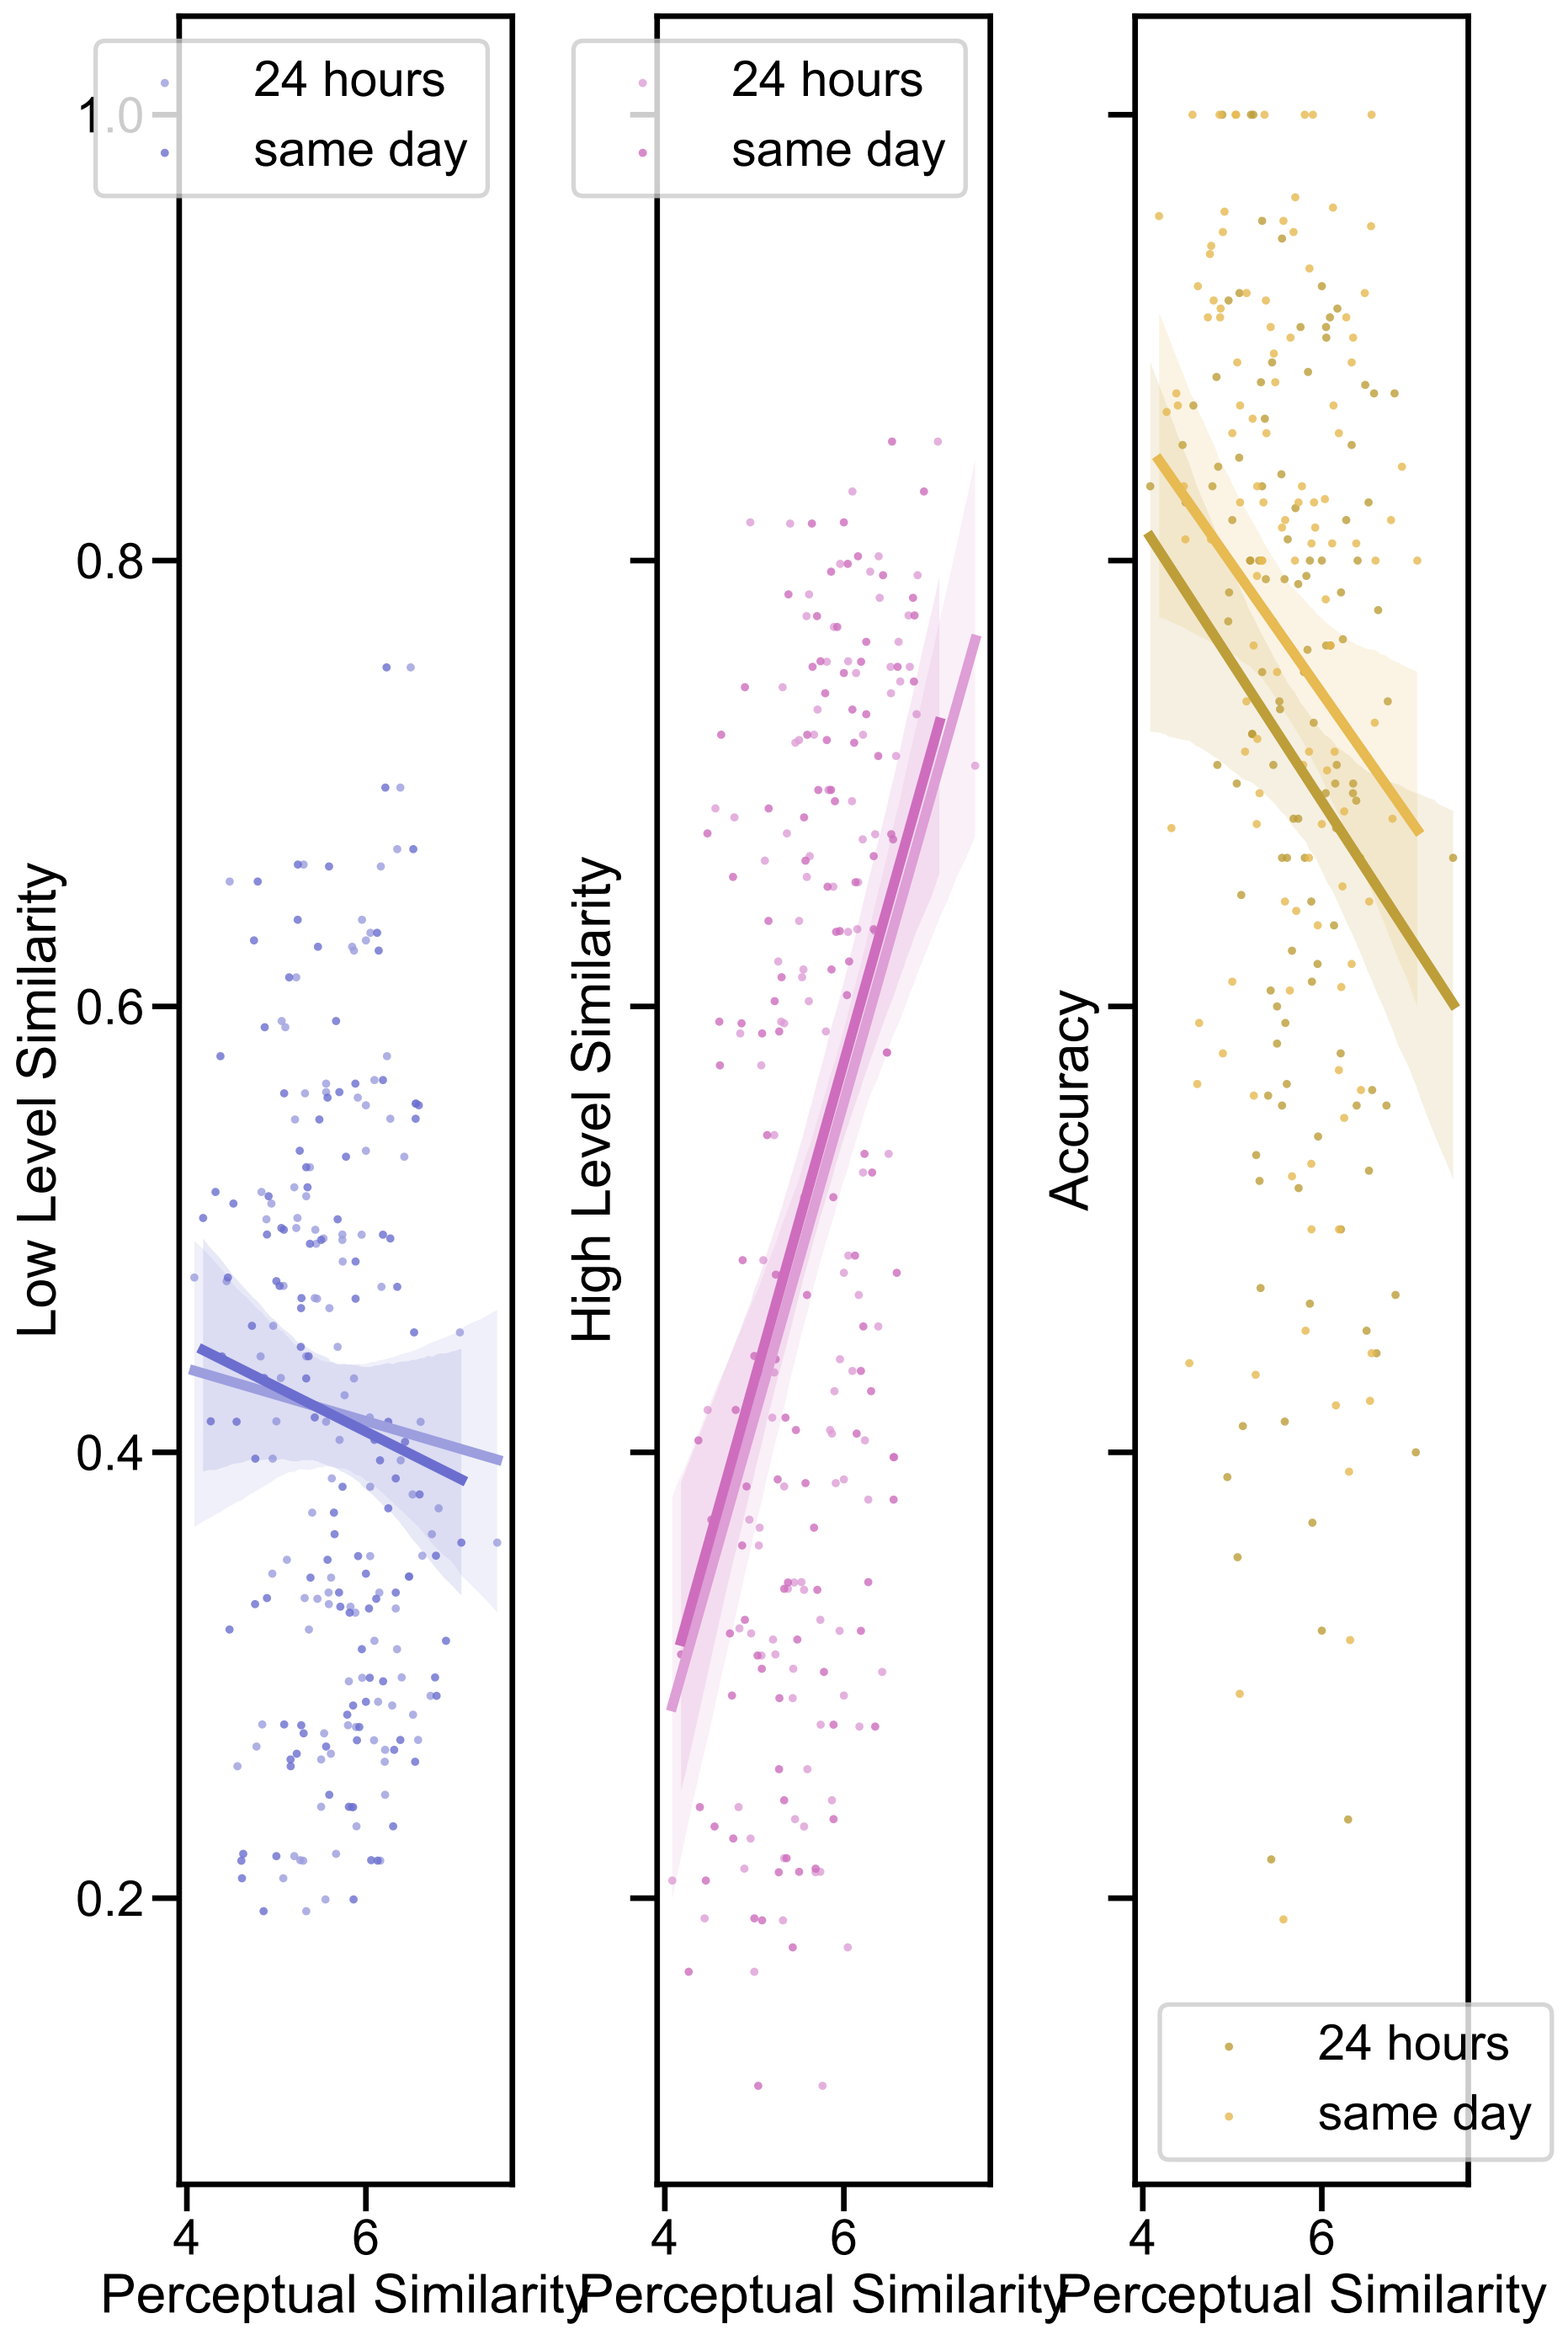 24 hours
same day
24 hours
same day
1.0
0.8
0.6
0.4
0.2
Low Level Similarity
High Level Similarity
Accuracy
24 hours
same day
4
6
4
6
4
6
Perceptual Similarity
Perceptual Similarity
Perceptual Similarity